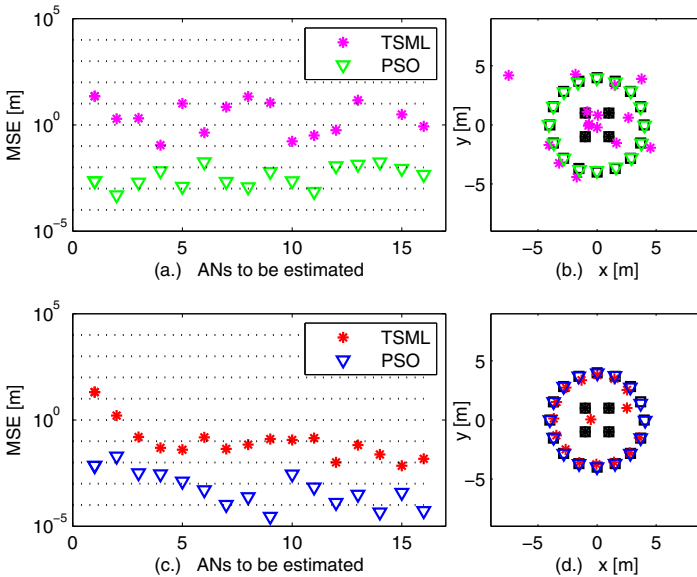 10^5
10^0
10^-5
MSE [m]
TSML
PSO
0 5 10 15
(a.) ANs to be estimated
5
0
−5
y [m]
−5 0 5
(b.) x [m]
10^5
10^0
10^-5
MSE [m]
TSML
PSO
0 5 10 15
(c.) ANs to be estimated
5
0
−5
y [m]
−5 0 5
(d.) x [m]